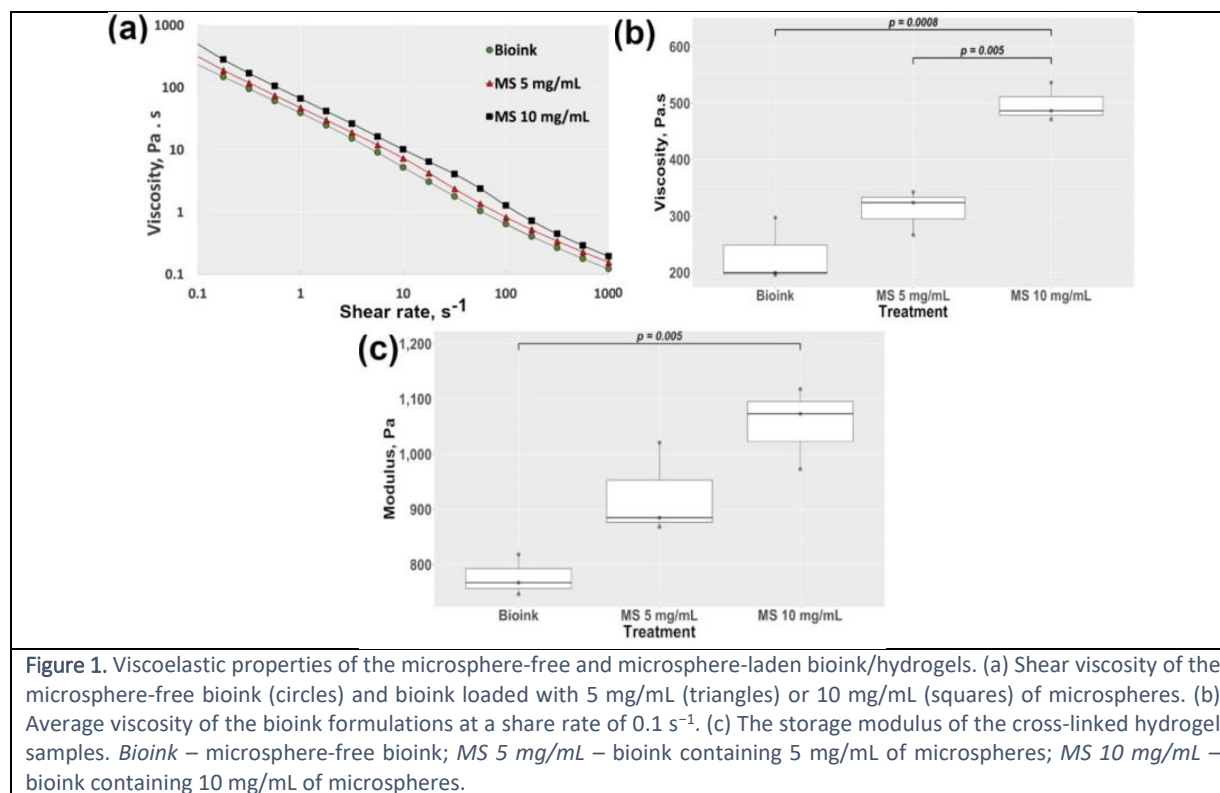 (a)
1000
100
10
1
0.1
Viscosity, Pa . s
0.1 1 10 100 1000
Shear rate, s⁻¹
Bioink
MS 5 mg/mL
MS 10 mg/mL
(b)
p = 0.0008
p = 0.005
600
500
400
300
200
Viscosity, Pa.s
Bioink MS 5 mg/mL MS 10 mg/mL
Treatment
(c)
p = 0.005
1,200
1,100
1,000
900
800
Modulus, Pa
Bioink MS 5 mg/mL MS 10 mg/mL
Treatment
Figure 1. Viscoelastic properties of the microsphere-free and microsphere-laden bioink/hydrogels. (a) Shear viscosity of the
microsphere-free bioink (circles) and bioink loaded with 5 mg/mL (triangles) or 10 mg/mL (squares) of microspheres. (b)
Average viscosity of the bioink formulations at a share rate of 0.1 s⁻¹. (c) The storage modulus of the cross-linked hydrogel
samples. Bioink – microsphere-free bioink; MS 5 mg/mL – bioink containing 5 mg/mL of microspheres; MS 10 mg/mL –
bioink containing 10 mg/mL of microspheres.